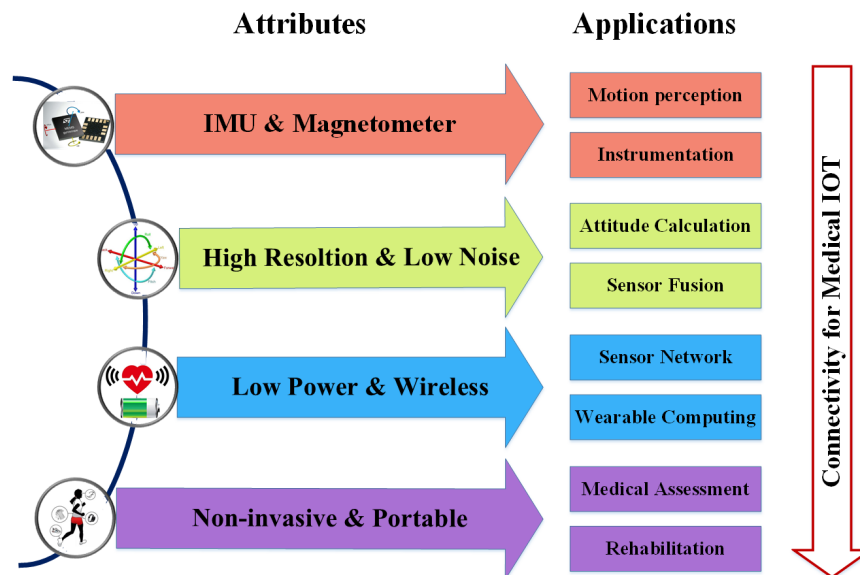 Attributes
Applications
IMU & Magnetometer
Motion perception
Instrumentation
High Resoltion & Low Noise
Attitude Calculation
Sensor Fusion
Low Power & Wireless
Sensor Network
Wearable Computing
Non-invasive & Portable
Medical Assessment
Rehabilitation
Connectivity for Medical IOT